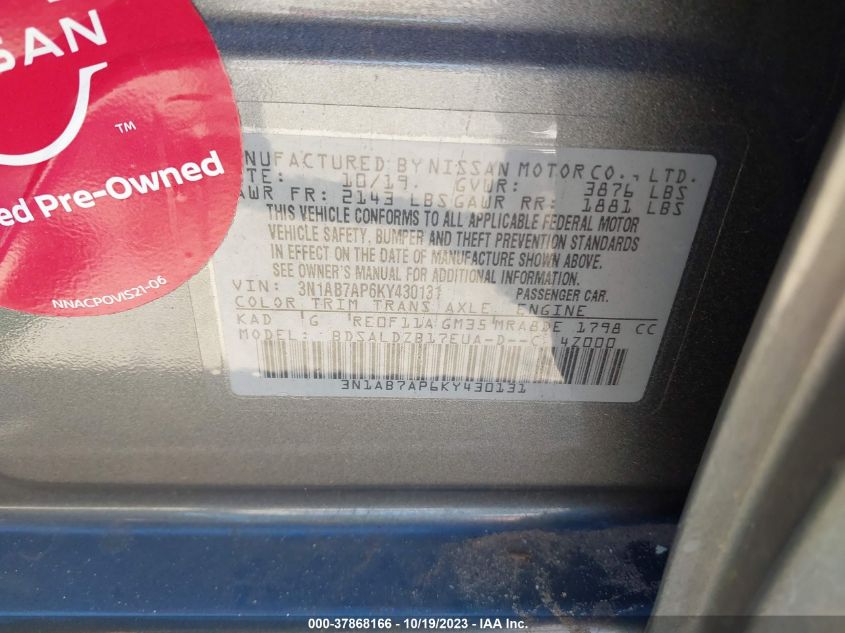 SAN
TM
ed Pre-Owned
NNACPOVIS21-06
NUFACTURED BY NISSAN MOTOR CO., LTD.
TE: 10/19. GVWR: 3876 LBS
AWR FR: 2143 LBS GAWR RR: 1881 LBS
THIS VEHICLE CONFORMS TO ALL APPLICABLE FEDERAL MOTOR
VEHICLE SAFETY, BUMPER AND THEFT PREVENTION STANDARDS
IN EFFECT ON THE DATE OF MANUFACTURE SHOWN ABOVE.
SEE OWNER'S MANUAL FOR ADDITIONAL INFORMATION.
VIN: 3N1AB7AP6KY430131 PASSENGER CAR.
COLOR TRIM TRANS AXLE ENGINE
KAD G RE0F11A GM35 MRA8DE 1798 CC
MODEL: BDSALDZB17EUA-D--C 47000
3N1AB7AP6KY430131
000-37868166 - 10/19/2023 - IAA Inc.